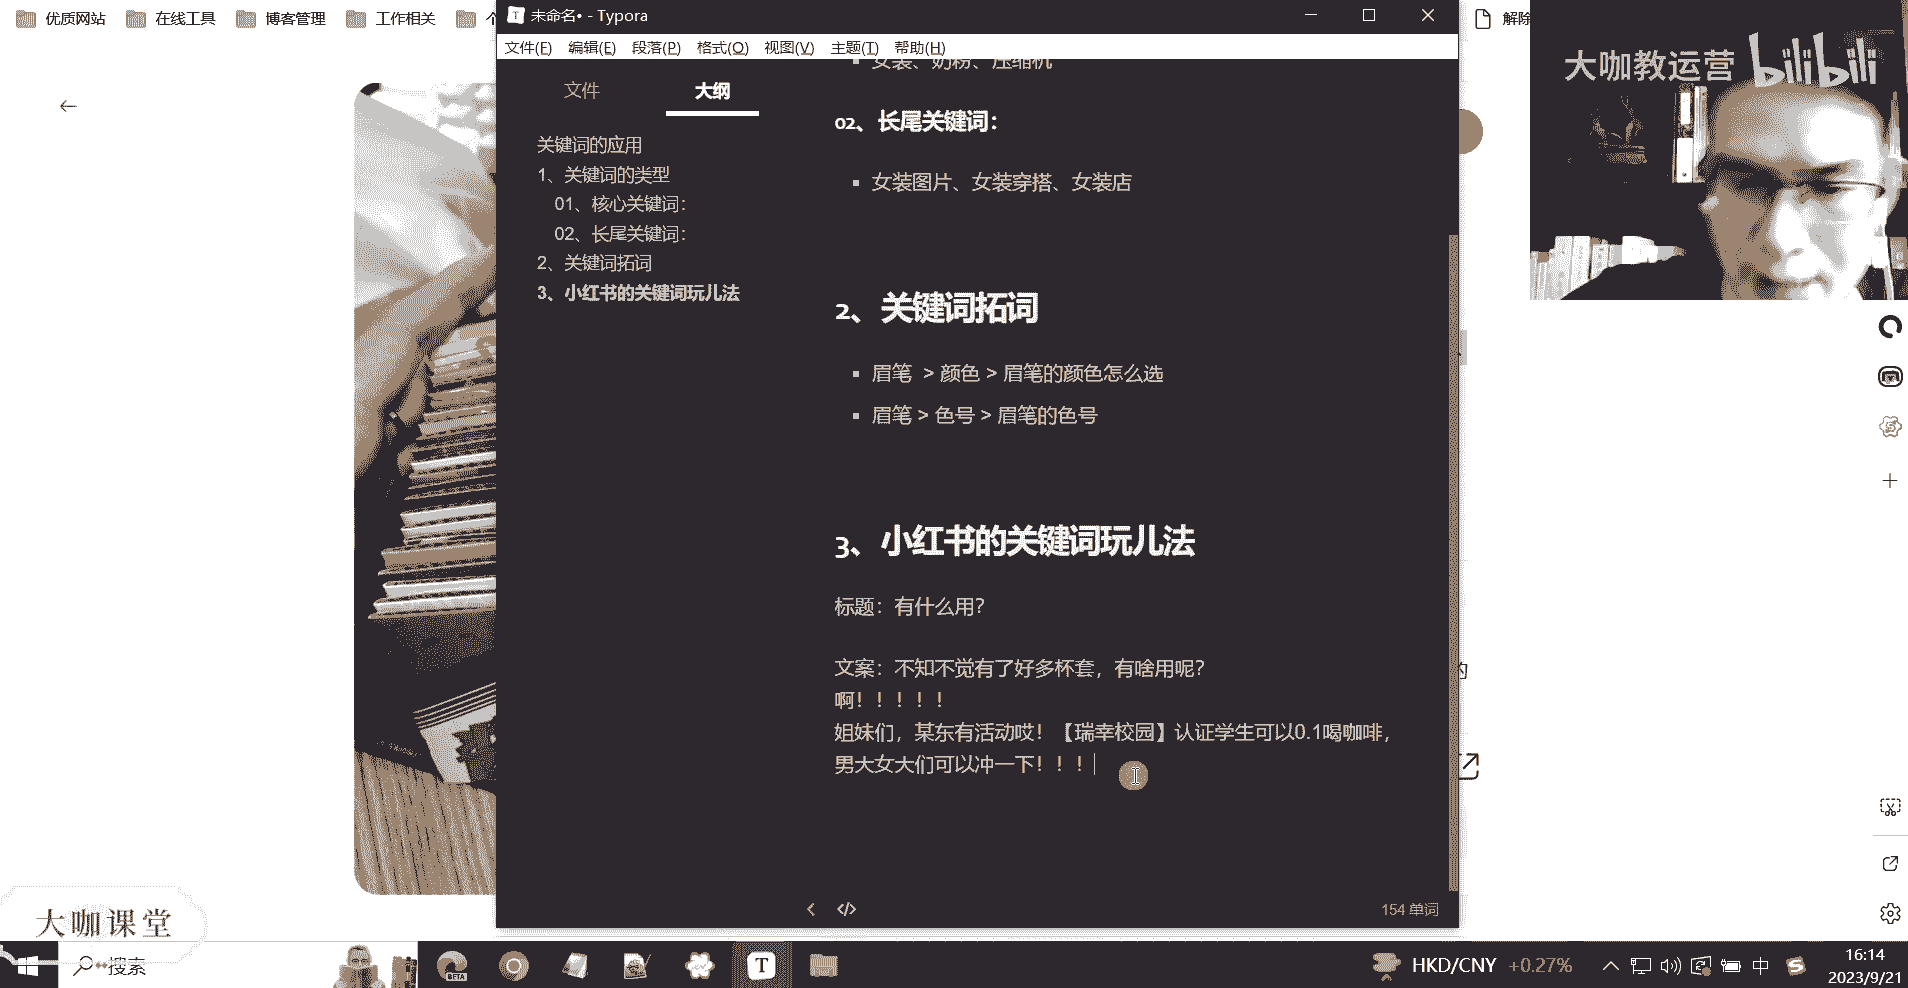 优质网站
在线工具
博客管理
工作相关
个
未命名• - Typora
解除
文件(F) 编辑(E) 段落(P) 格式(O) 视图(V) 主题(T) 帮助(H)
大咖教运营 bilibili
文件 大纲
女装、奶粉、压缩机
02、长尾关键词：
女装图片、女装穿搭、女装店
关键词的应用
1、关键词的类型
01、核心关键词：
02、长尾关键词：
2、关键词拓词
3、小红书的关键词玩儿法
2、关键词拓词
眉笔 > 颜色 > 眉笔的颜色怎么选
眉笔 > 色号 > 眉笔的色号
3、小红书的关键词玩儿法
标题：有什么用？
文案：不知不觉有了好多杯套，有啥用呢？
啊！！！！！
姐妹们，某东有活动哎！【瑞幸校园】认证学生可以0.1喝咖啡，
男大女大们可以冲一下！！！
154 单词
大咖课堂
搜索
BETA
HKD/CNY +0.27%
中
16:14
2023/9/21